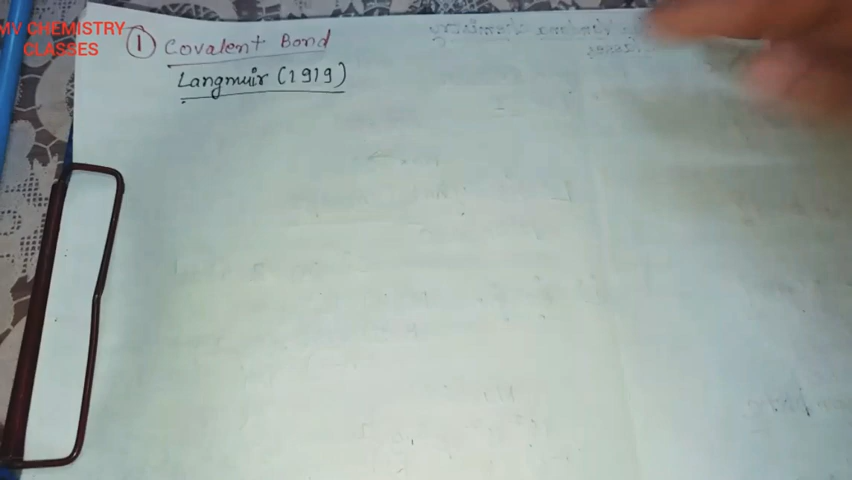 MV CHEMISTRY
CLASSES
① Covalent Bond
Langmuir (1919)